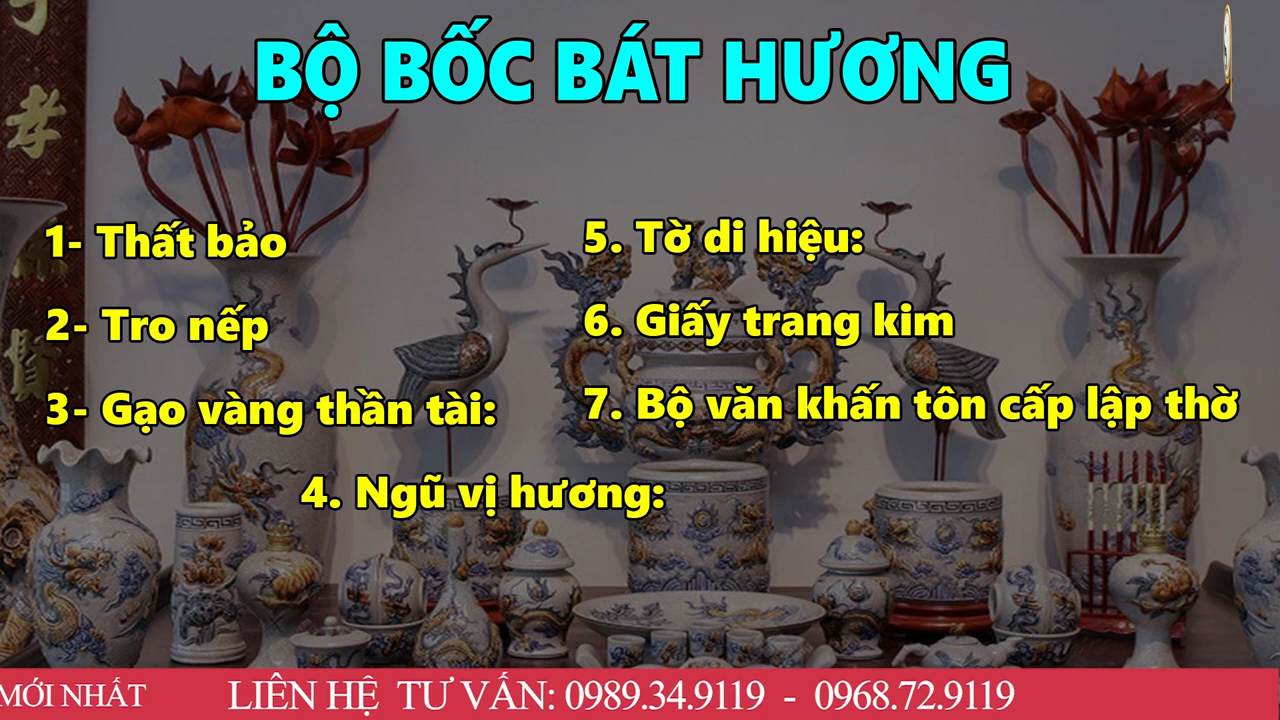 BỘ BỐC BÁT HƯƠNG
1- Thất bảo
2- Tro nếp
3- Gạo vàng thần tài:
4. Ngũ vị hương:
5. Tờ di hiệu:
6. Giấy trang kim
7. Bộ văn khấn tôn cấp lập thờ
孝
MỚI NHẤT LIÊN HỆ TƯ VẤN: 0989.34.9119 - 0968.72.9119